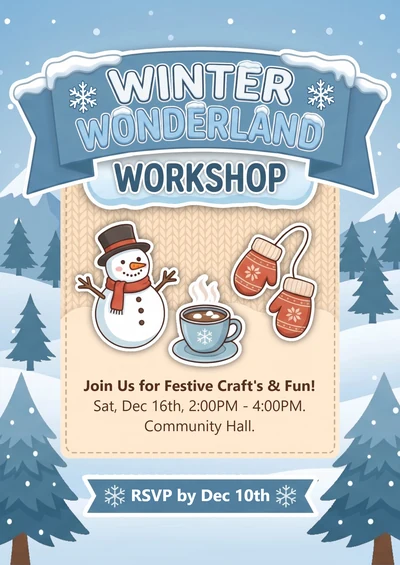 WINTER
WONDERLAND
WORKSHOP
Join Us for Festive Craft's & Fun!
Sat, Dec 16th, 2:00PM - 4:00PM.
Community Hall.
RSVP by Dec 10th